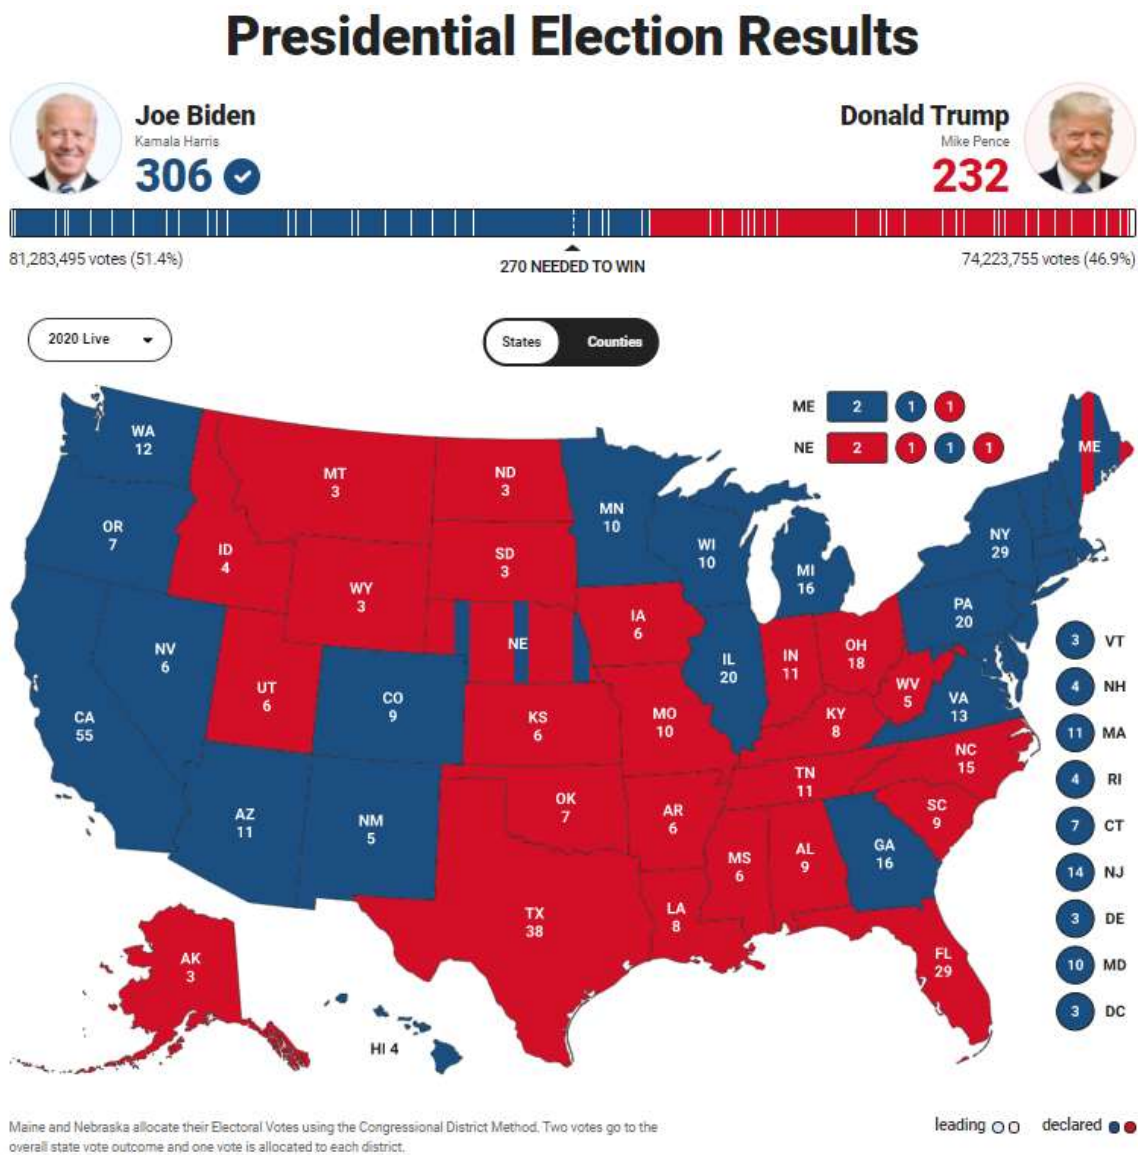 Presidential Election Results
Joe Biden
Kamala Harris
306
Donald Trump
Mike Pence
232
81,283,495 votes (51.4%)
270 NEEDED TO WIN
74,223,755 votes (46.9%)
2020 Live
States
Counties
ME 2 1 1
NE 2 1 1 1
WA
12
OR
7
CA
55
NV
6
ID
4
MT
3
WY
3
UT
6
AZ
11
CO
9
NM
5
ND
3
SD
3
NE
KS
6
OK
7
TX
38
MN
10
IA
6
MO
10
AR
6
LA
8
WI
10
IL
20
MI
16
IN
11
OH
18
KY
8
TN
11
MS
6
AL
9
GA
16
FL
29
SC
9
NC
15
VA
13
WV
5
PA
20
NY
29
ME
AK
3
HI 4
3 VT
4 NH
11 MA
4 RI
7 CT
14 NJ
3 DE
10 MD
3 DC
Maine and Nebraska allocate their Electoral Votes using the Congressional District Method. Two votes go to the
overall state vote outcome and one vote is allocated to each district.
leading
declared